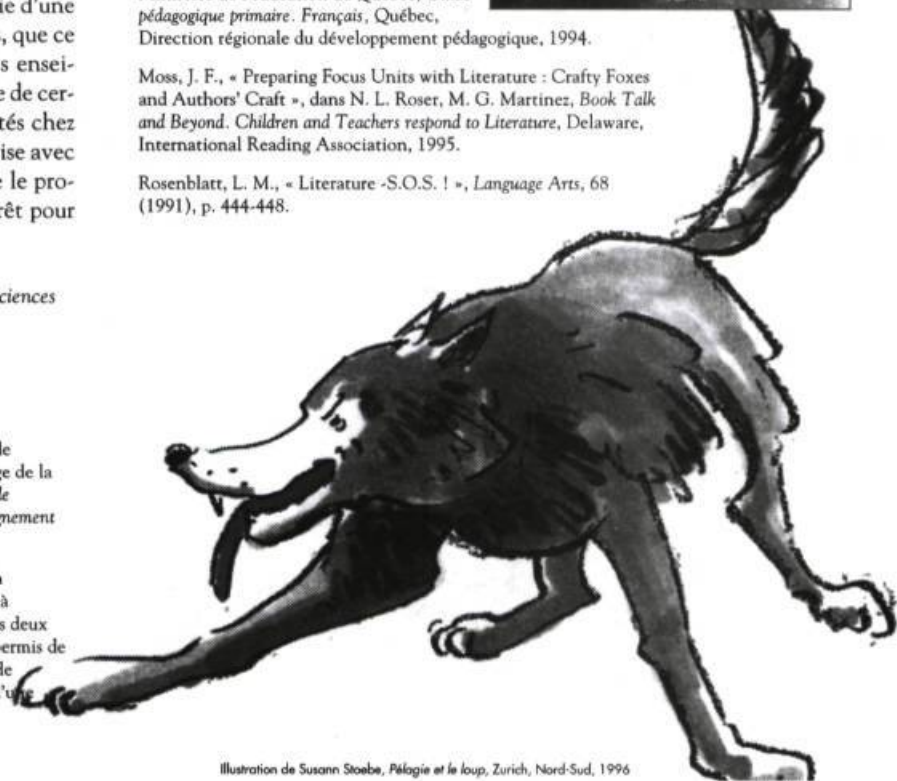 ie d'une
, que ce
s ensei-
e de cer-
tés chez
ise avec
le pro-
rêt pour
ciences
le
ge de la
le
nement
à
s deux
permis de
le
pédagogique primaire. Français, Québec,
Direction régionale du développement pédagogique, 1994.
Moss, J. F., « Preparing Focus Units with Literature : Crafty Foxes
and Authors' Craft », dans N. L. Roser, M. G. Martinez, Book Talk
and Beyond. Children and Teachers respond to Literature, Delaware,
International Reading Association, 1995.
Rosenblatt, L. M., « Literature -S.O.S. ! », Language Arts, 68
(1991), p. 444-448.
Illustration de Susann Stoebe, Pélagie et le loup, Zurich, Nord-Sud, 1996